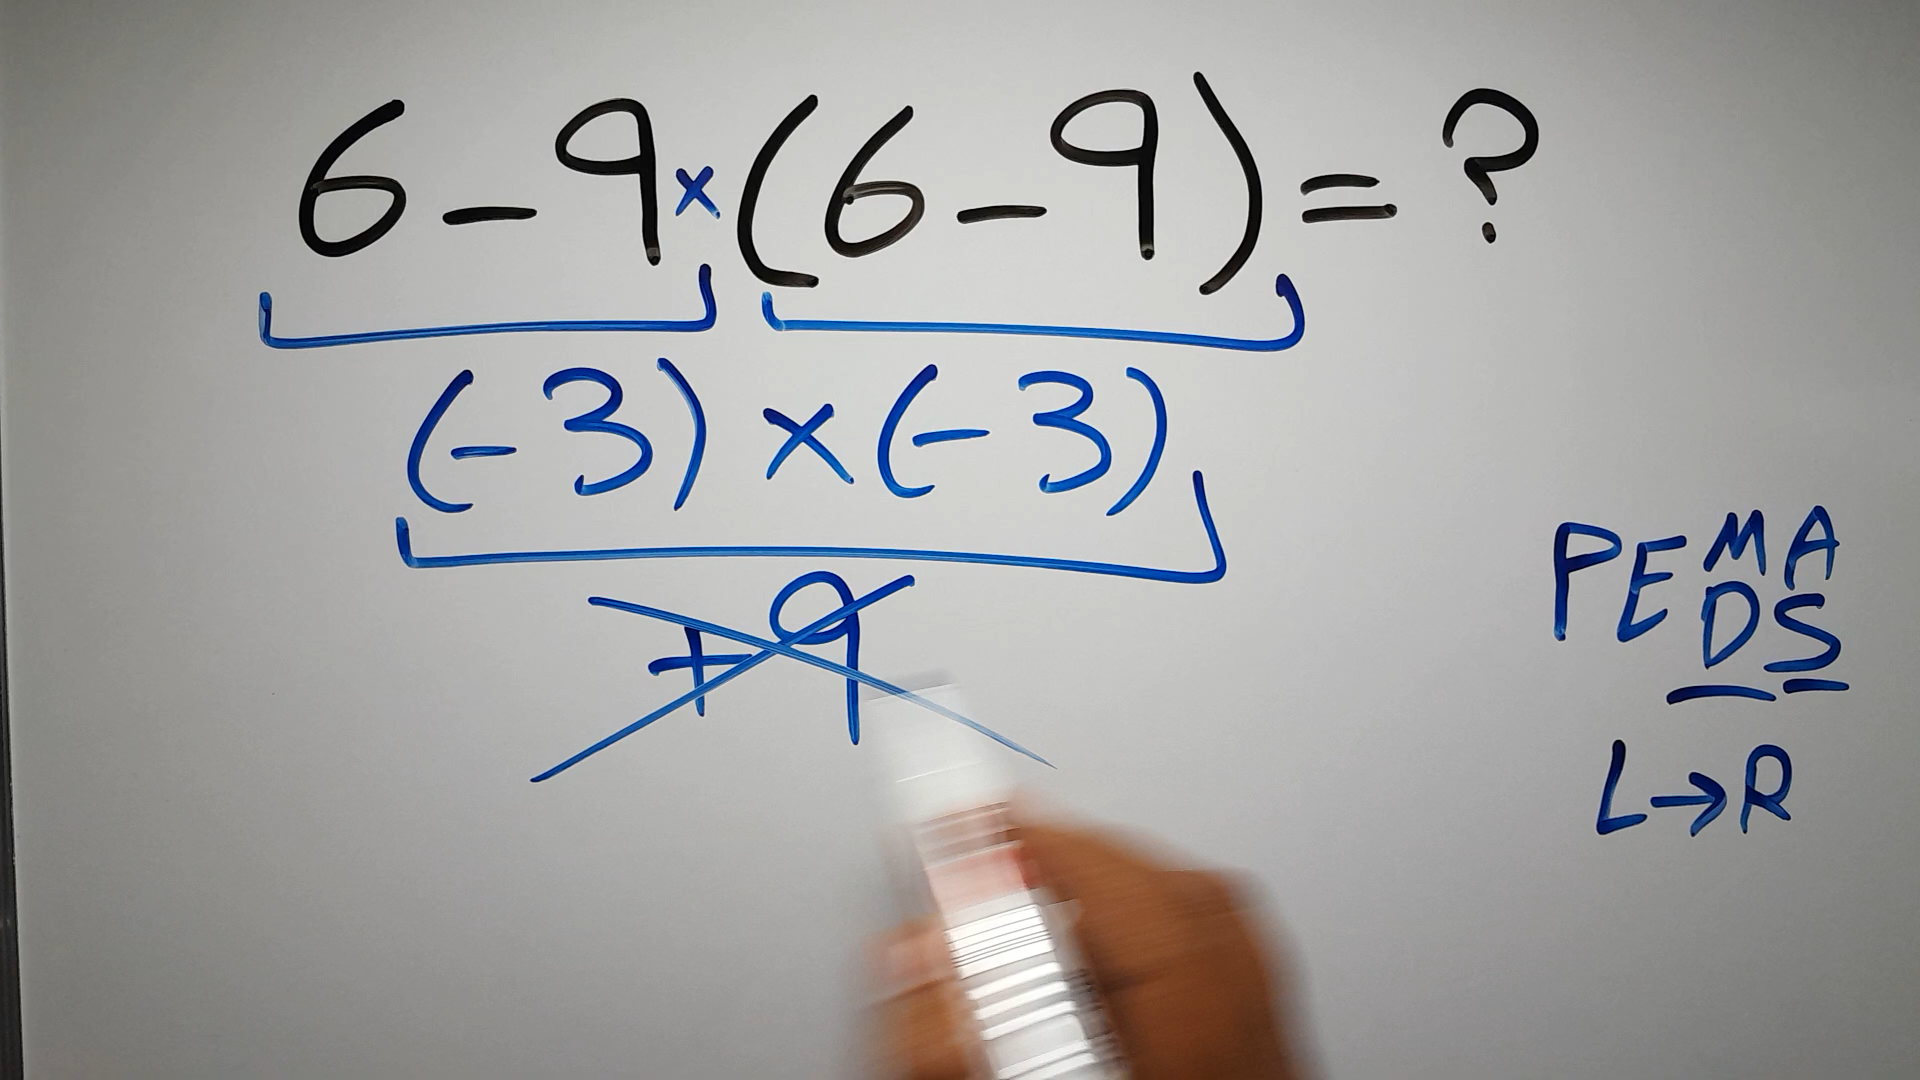 6-9×(6-9)=?
(-3)×(-3)
+9
PEMA
DS
L→R